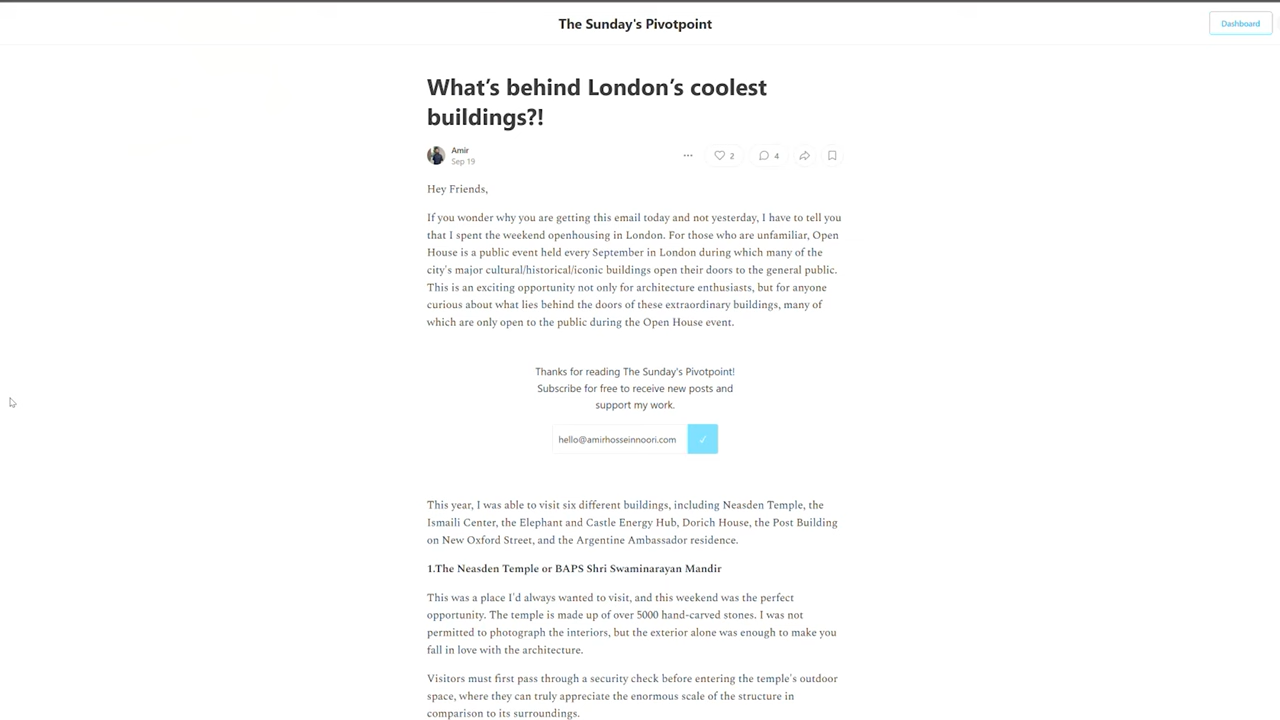 The Sunday's Pivotpoint
Dashboard
What's behind London's coolest
buildings?!
Amir
Sep 19
2
4
Hey Friends,
If you wonder why you are getting this email today and not yesterday, I have to tell you
that I spent the weekend openhousing in London. For those who are unfamiliar, Open
House is a public event held every September in London during which many of the
city's major cultural/historical/iconic buildings open their doors to the general public.
This is an exciting opportunity not only for architecture enthusiasts, but for anyone
curious about what lies behind the doors of these extraordinary buildings, many of
which are only open to the public during the Open House event.
Thanks for reading The Sunday's Pivotpoint!
Subscribe for free to receive new posts and
support my work.
hello@amirhosseinnoori.com
This year, I was able to visit six different buildings, including Neasden Temple, the
Ismaili Center, the Elephant and Castle Energy Hub, Dorich House, the Post Building
on New Oxford Street, and the Argentine Ambassador residence.
1.The Neasden Temple or BAPS Shri Swaminarayan Mandir
This was a place I'd always wanted to visit, and this weekend was the perfect
opportunity. The temple is made up of over 5000 hand-carved stones. I was not
permitted to photograph the interiors, but the exterior alone was enough to make you
fall in love with the architecture.
Visitors must first pass through a security check before entering the temple's outdoor
space, where they can truly appreciate the enormous scale of the structure in
comparison to its surroundings.